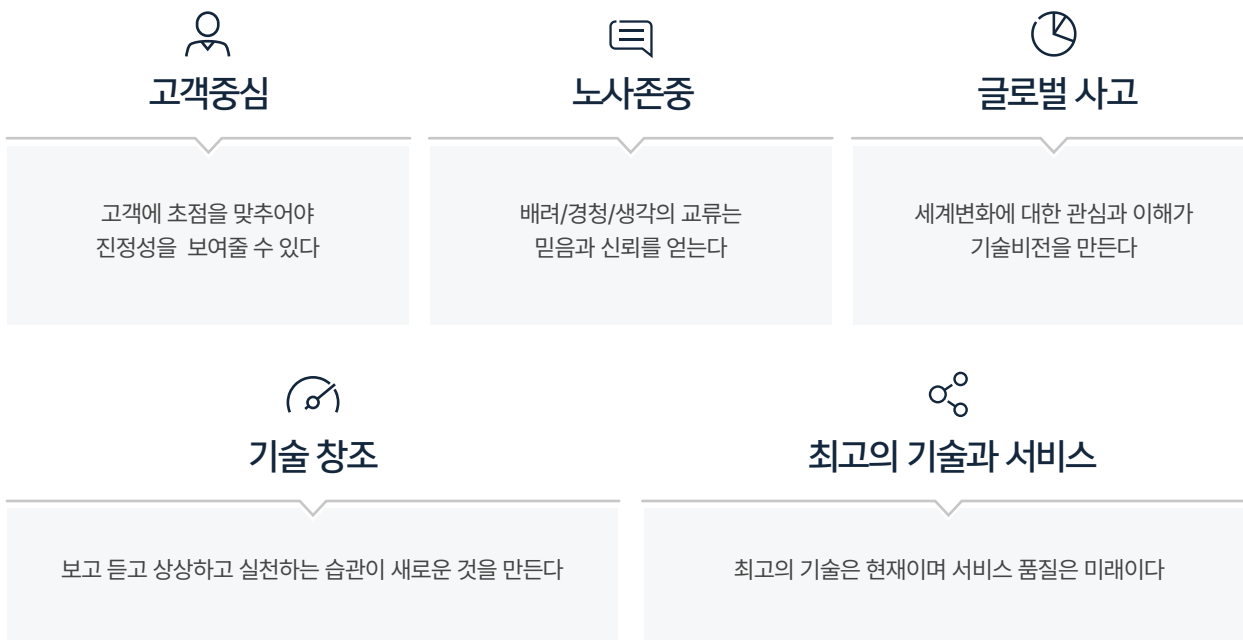 고객중심
고객에 초점을 맞추어야
진정성을 보여줄 수 있다
노사존중
배려/경청/생각의 교류는
믿음과 신뢰를 얻는다
글로벌 사고
세계변화에 대한 관심과 이해가
기술비전을 만든다
기술 창조
보고 듣고 상상하고 실천하는 습관이 새로운 것을 만든다
최고의 기술과 서비스
최고의 기술은 현재이며 서비스 품질은 미래이다